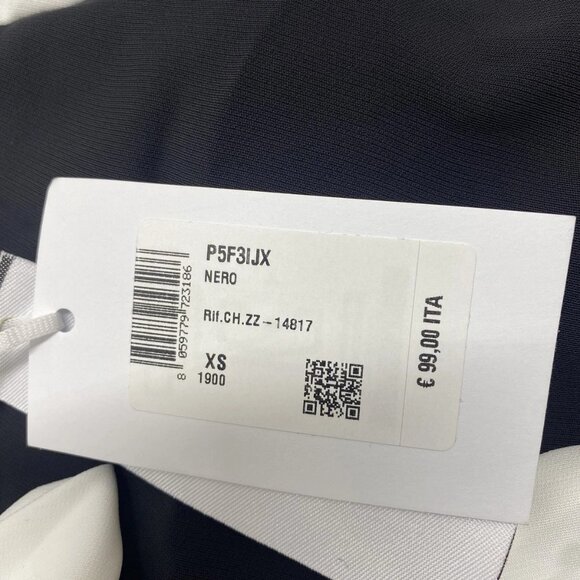 P5F3IJX
NERO
Rif.CH.ZZ-14817
XS
1900
8 059779 723186
€ 99,00 ITA